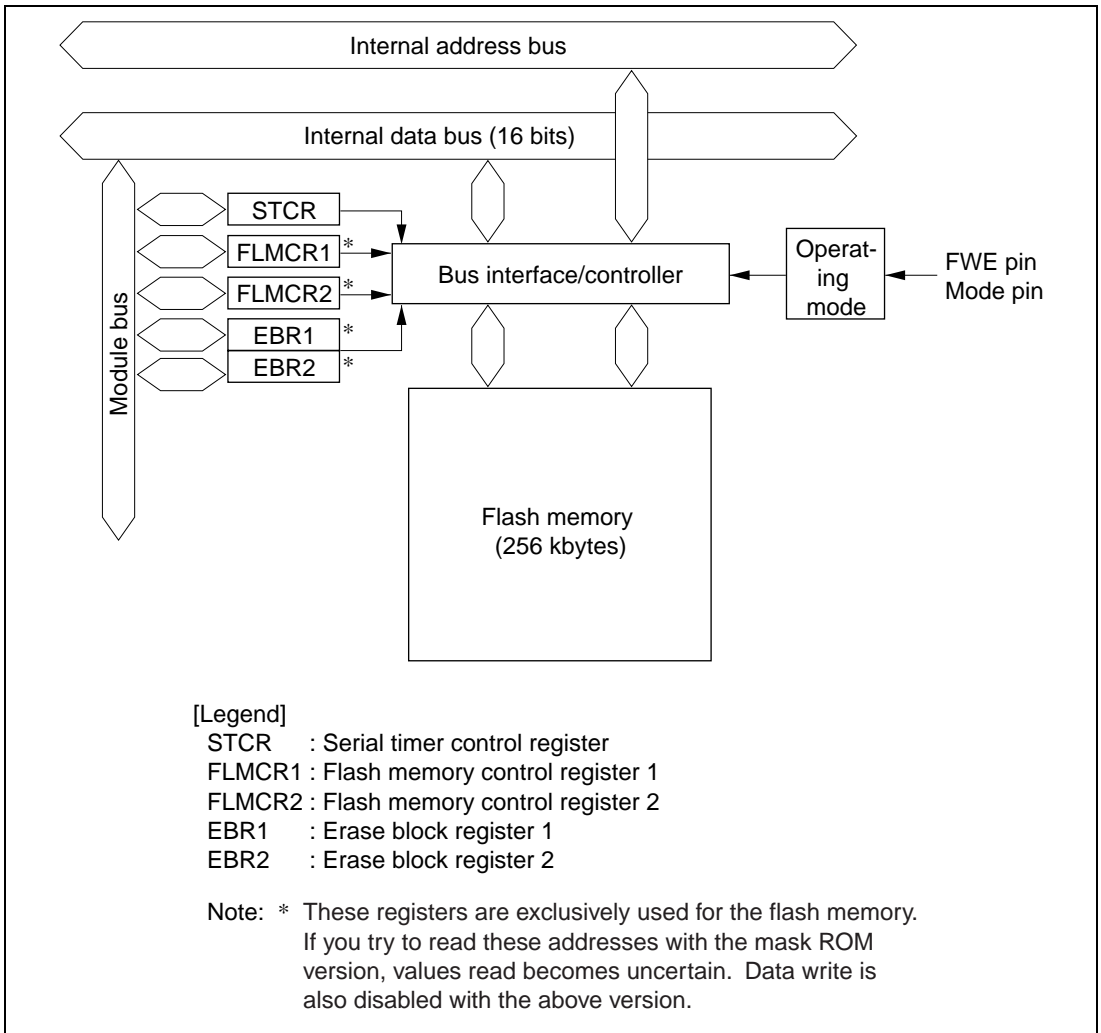 Internal address bus
Internal data bus (16 bits)
Module bus
STCR
FLMCR1 *
FLMCR2 *
EBR1 *
EBR2 *
Bus interface/controller
Operat-
ing
mode
FWE pin
Mode pin
Flash memory
(256 kbytes)
[Legend]
STCR : Serial timer control register
FLMCR1 : Flash memory control register 1
FLMCR2 : Flash memory control register 2
EBR1 : Erase block register 1
EBR2 : Erase block register 2
Note: * These registers are exclusively used for the flash memory.
If you try to read these addresses with the mask ROM
version, values read becomes uncertain. Data write is
also disabled with the above version.